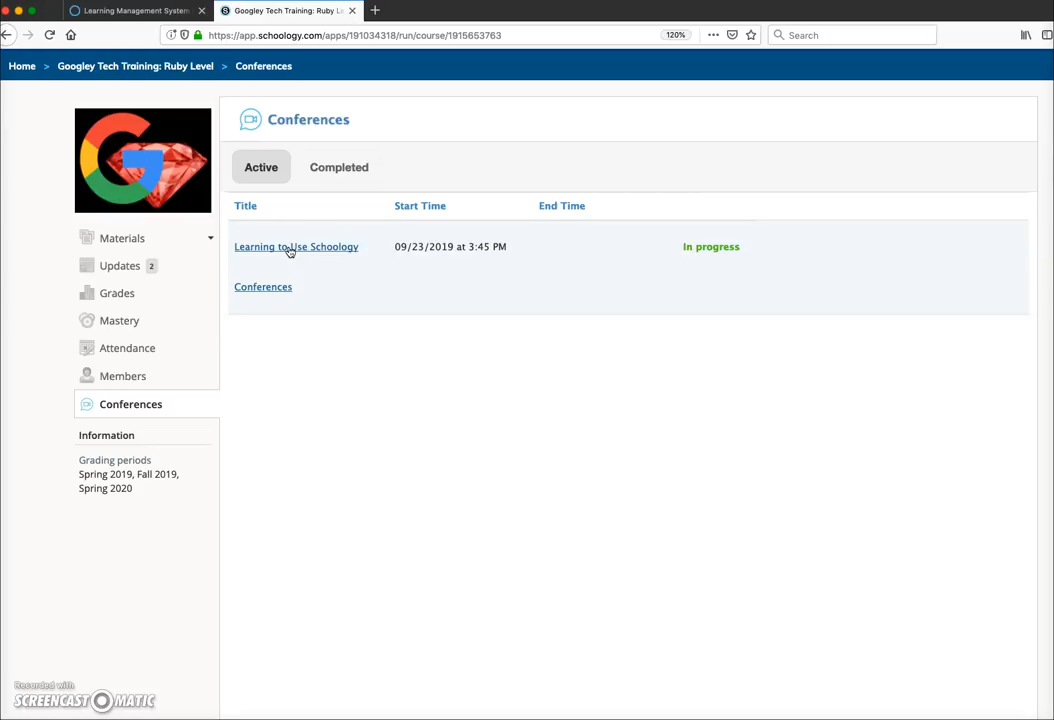 Learning Management System
Googley Tech Training: Ruby Le
https://app.schoology.com/apps/191034318/run/course/1915653763
120%
Search
Home > Googley Tech Training: Ruby Level > Conferences
Conferences
Active
Completed
Title
Start Time
End Time
Learning to Use Schoology
09/23/2019 at 3:45 PM
In progress
Conferences
Materials
Updates 2
Grades
Mastery
Attendance
Members
Conferences
Information
Grading periods
Spring 2019, Fall 2019,
Spring 2020
Recorded with
SCREENCAST MATIC